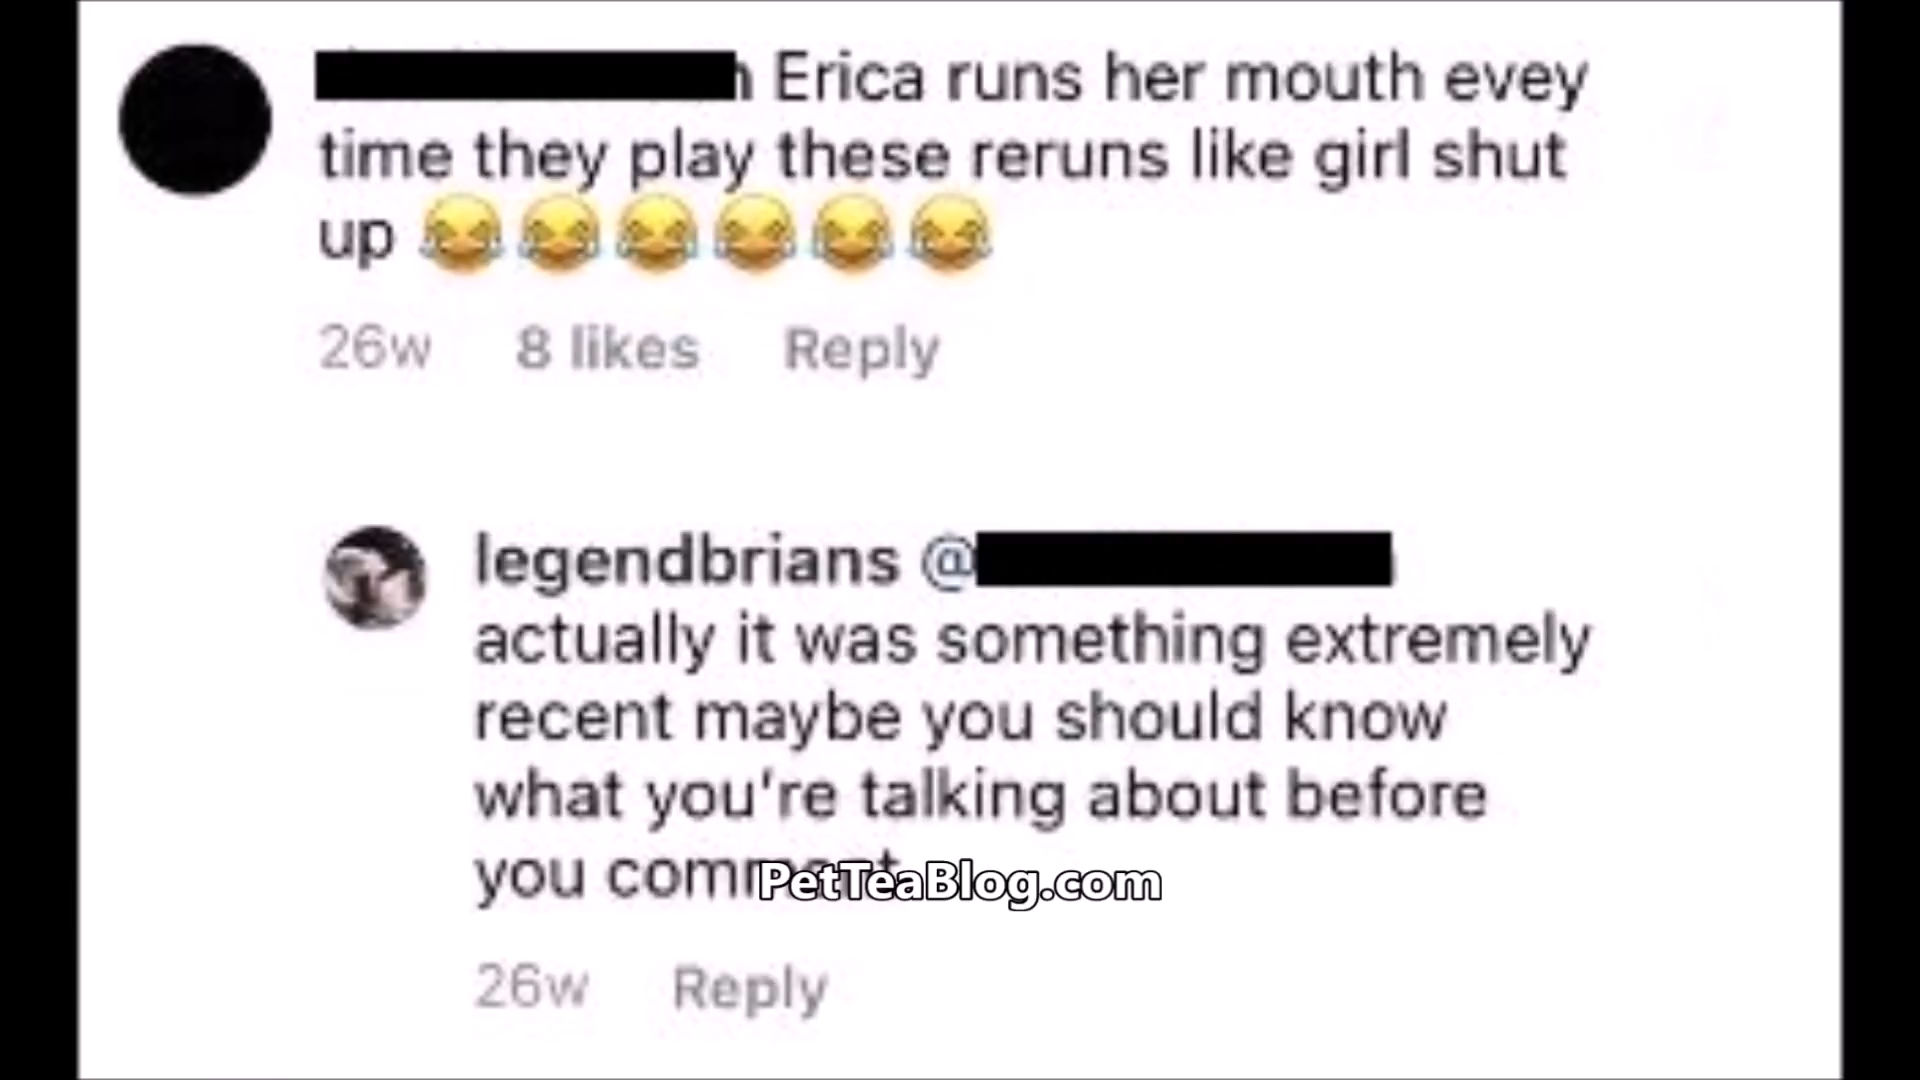 Erica runs her mouth evey
time they play these reruns like girl shut
up 😂😂😂😂😂😂
26w 8 likes Reply
legendbrians @
actually it was something extremely
recent maybe you should know
what you're talking about before
you comment
PetTeaBlog.com
26w Reply